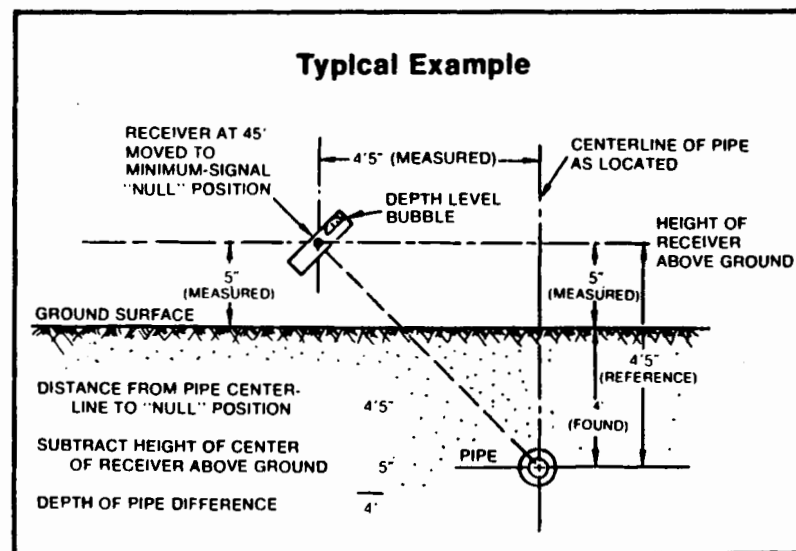 Typical Example
RECEIVER AT 45'
MOVED TO
MINIMUM-SIGNAL
"NULL" POSITION
4'5" (MEASURED)
CENTERLINE OF PIPE
AS LOCATED
DEPTH LEVEL
BUBBLE
HEIGHT OF
RECEIVER
ABOVE GROUND
5"
(MEASURED)
5"
(MEASURED)
GROUND SURFACE
4'5"
(REFERENCE)
4'
(FOUND)
DISTANCE FROM PIPE CENTER-
LINE TO "NULL" POSITION
4'5"
SUBTRACT HEIGHT OF CENTER
OF RECEIVER ABOVE GROUND
5"
PIPE
DEPTH OF PIPE DIFFERENCE
4'